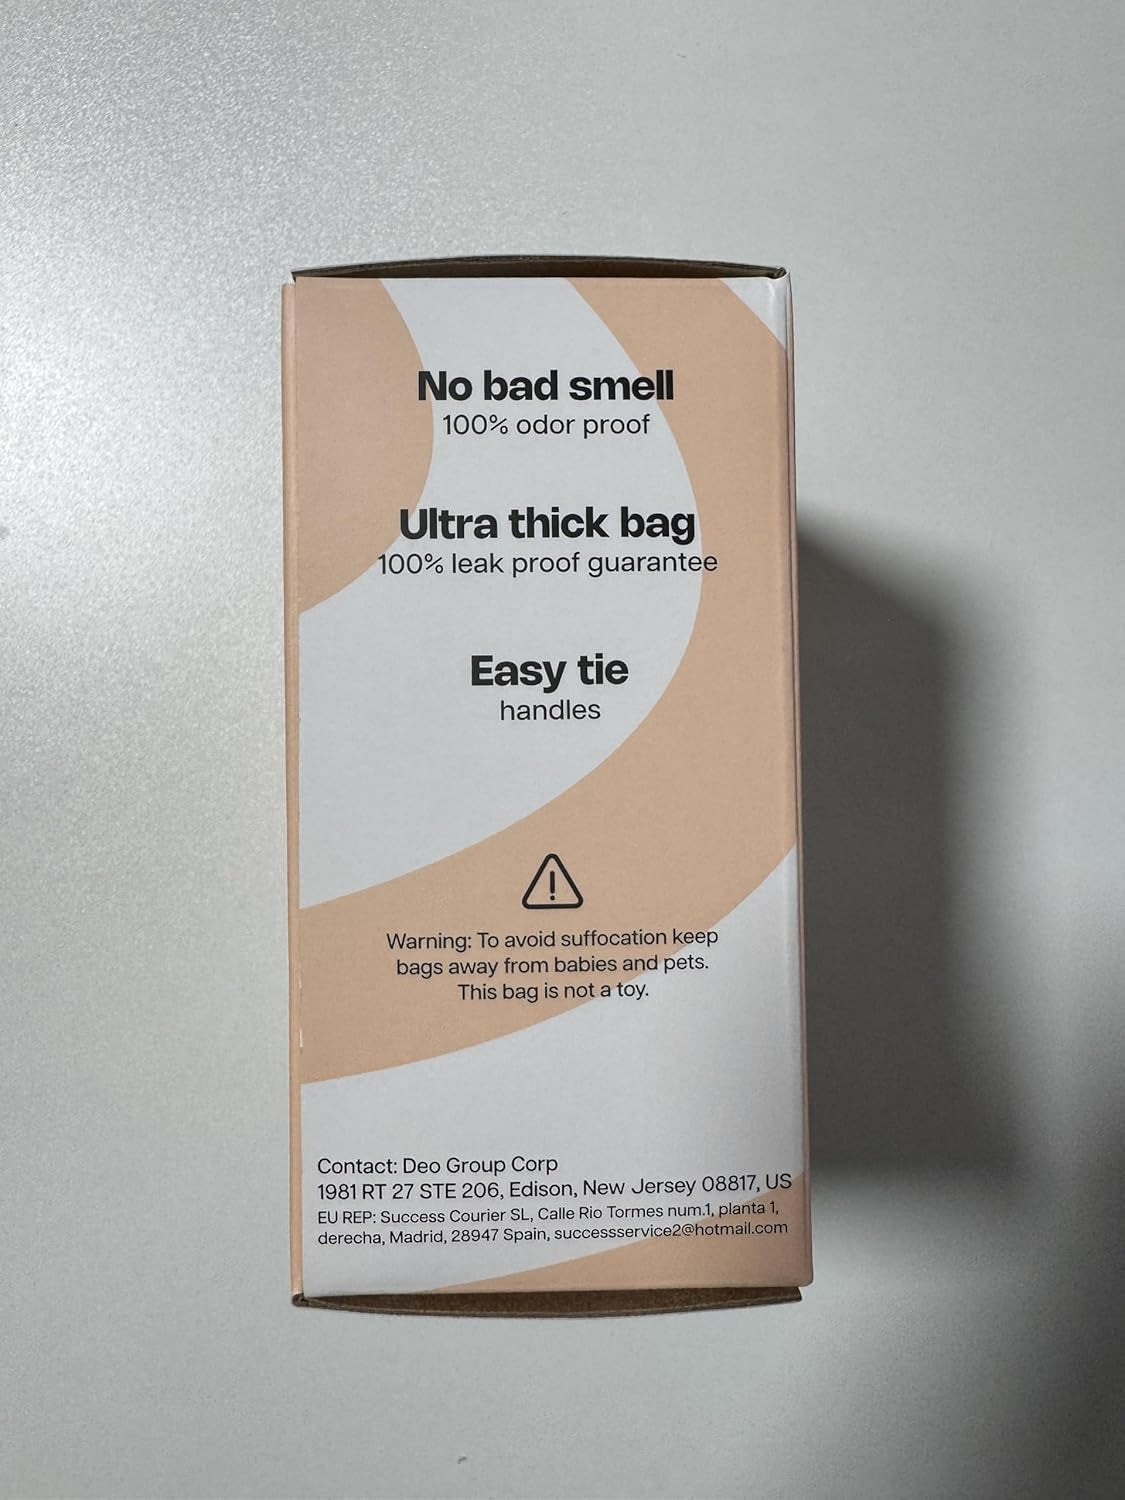 No bad smell
100% odor proof
Ultra thick bag
100% leak proof guarantee
Easy tie
handles
Warning: To avoid suffocation keep
bags away from babies and pets.
This bag is not a toy.
Contact: Deo Group Corp
1981 RT 27 STE 206, Edison, New Jersey 08817, US
EU REP: Success Courier SL, Calle Rio Tormes num.1, planta 1,
derecha, Madrid, 28947 Spain, successservice2@hotmail.com